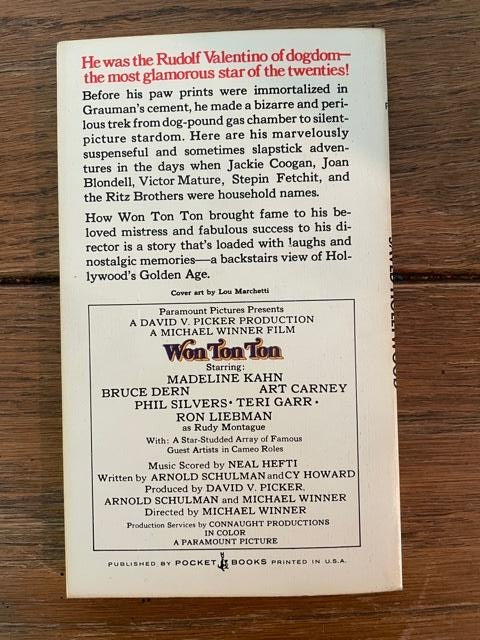 He was the Rudolf Valentino of dogdom—
the most glamorous star of the twenties!
Before his paw prints were immortalized in
Grauman's cement, he made a bizarre and peri-
lous trek from dog-pound gas chamber to silent-
picture stardom. Here are his marvelously
suspenseful and sometimes slapstick adven-
tures in the days when Jackie Coogan, Joan
Blondell, Victor Mature, Stepin Fetchit, and
the Ritz Brothers were household names.
How Won Ton Ton brought fame to his be-
loved mistress and fabulous success to his di-
rector is a story that's loaded with laughs and
nostalgic memories—a backstairs view of Hol-
lywood's Golden Age.
Cover art by Lou Marchetti
Paramount Pictures Presents
A DAVID V. PICKER PRODUCTION
A MICHAEL WINNER FILM
Won Ton Ton
Starring:
MADELINE KAHN
BRUCE DERN ART CARNEY
PHIL SILVERS • TERI GARR •
RON LIEBMAN
as Rudy Montague
With: A Star-Studded Array of Famous
Guest Artists in Cameo Roles
Music Scored by NEAL HEFTI
Written by ARNOLD SCHULMAN and CY HOWARD
Produced by DAVID V. PICKER,
ARNOLD SCHULMAN and MICHAEL WINNER
Directed by MICHAEL WINNER
Production Services by CONNAUGHT PRODUCTIONS
IN COLOR
A PARAMOUNT PICTURE
PUBLISHED BY POCKET BOOKS PRINTED IN U.S.A.